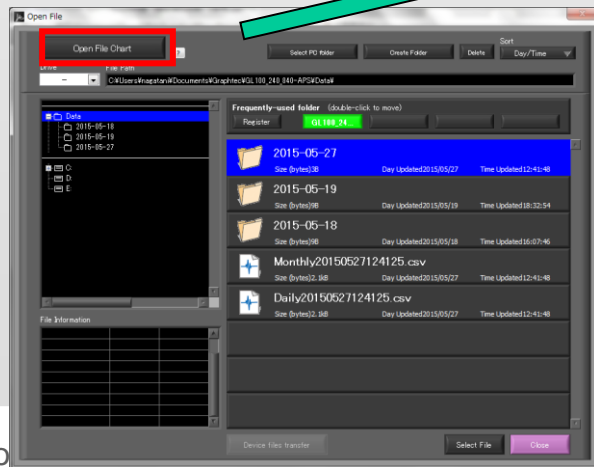 Open File
Open File Chart
?
Select PC folder
Create Folder
Delete
Sort
Day/Time
Drive
File Path
-
C:¥Users¥nagatani¥Documents¥Graphtec¥GL100_240_840-APS¥Data¥
Data
2015-05-18
2015-05-19
2015-05-27
C:
D:
E:
Frequently-used folder (double-click to move)
Register
GL100_24...
2015-05-27
Size (bytes)3B Day Updated2015/05/27 Time Updated12:41:48
2015-05-19
Size (bytes)9B Day Updated2015/05/19 Time Updated18:32:54
2015-05-18
Size (bytes)9B Day Updated2015/05/18 Time Updated16:07:46
Monthly20150527124125.csv
Size (bytes)2.1kB Day Updated2015/05/27 Time Updated12:41:48
Daily20150527124125.csv
Size (bytes)2.1kB Day Updated2015/05/27 Time Updated12:41:48
File Information
Device files transfer
Select File
Close